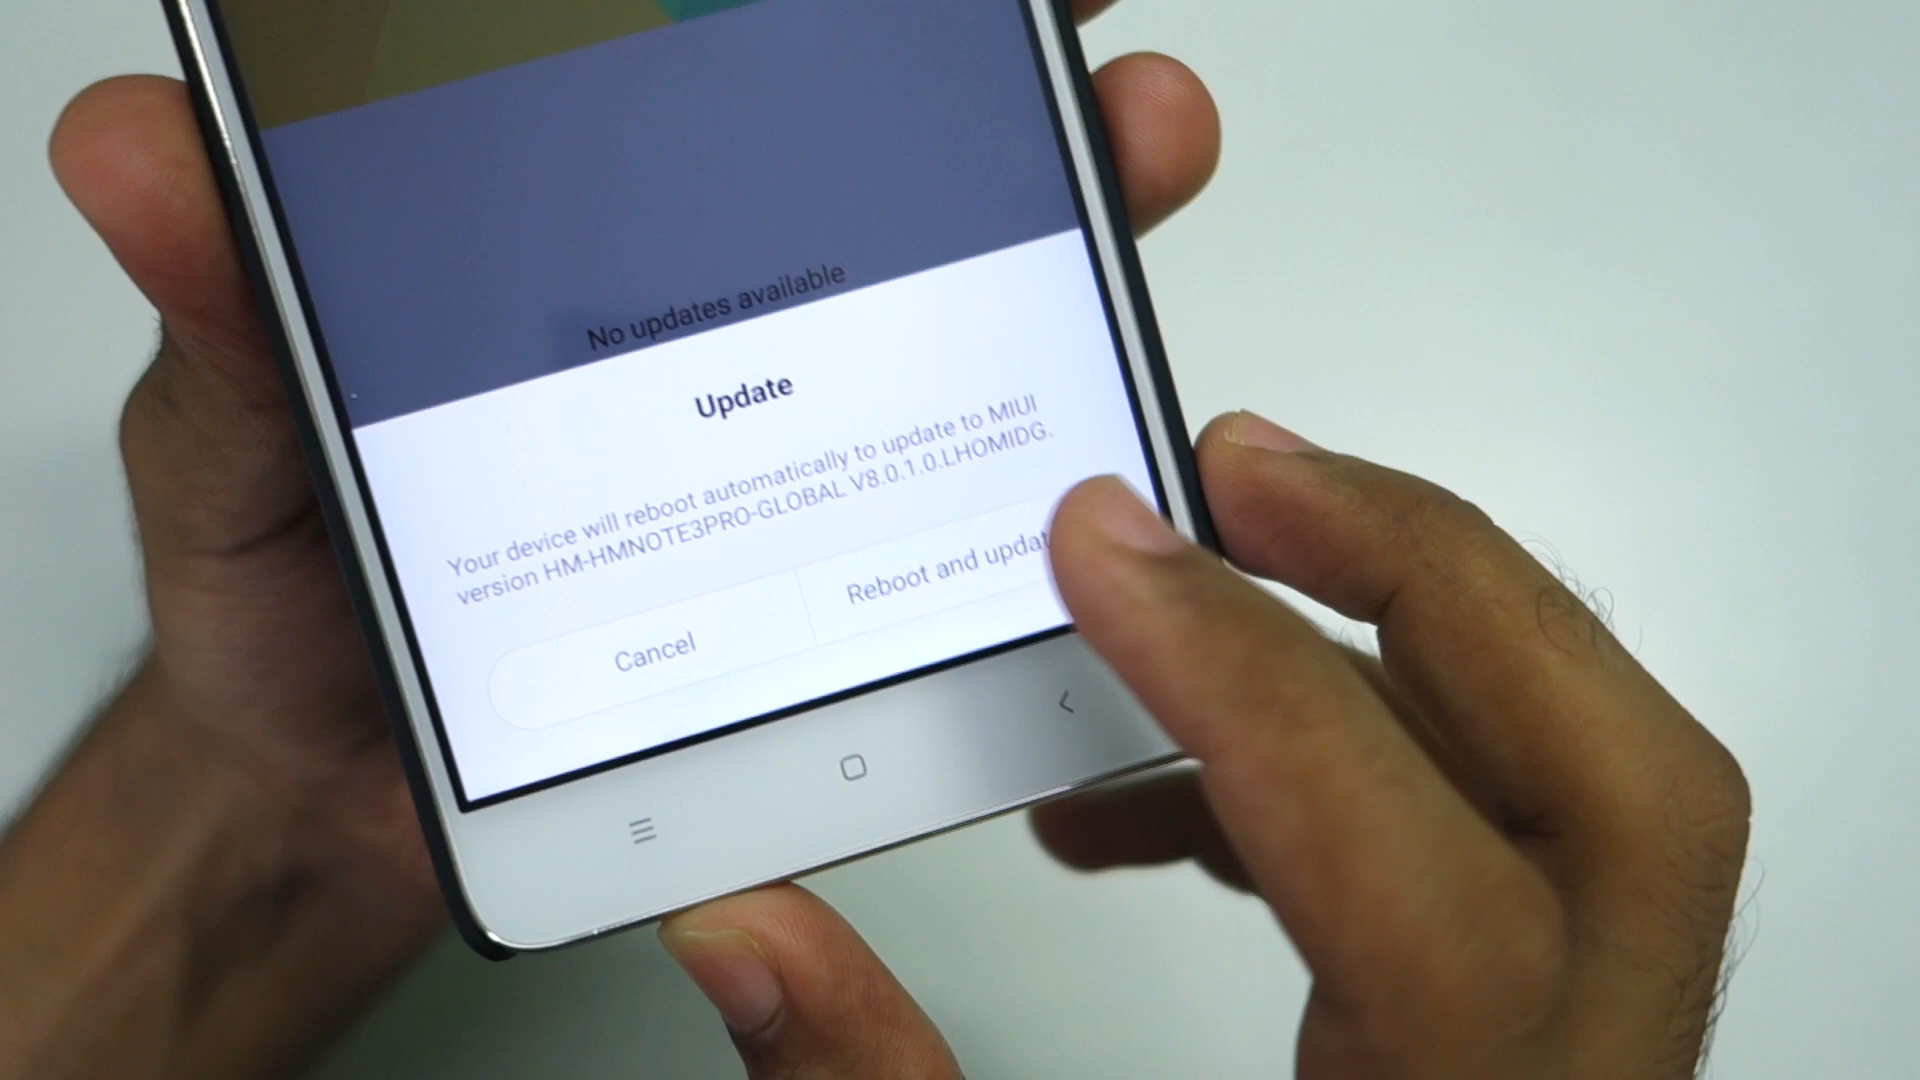 No updates available
Update
Your device will reboot automatically to update to MIUI
version HM-HMNOTE3PRO-GLOBAL V8.0.1.0.LHOMIDG.
Cancel
Reboot and updat